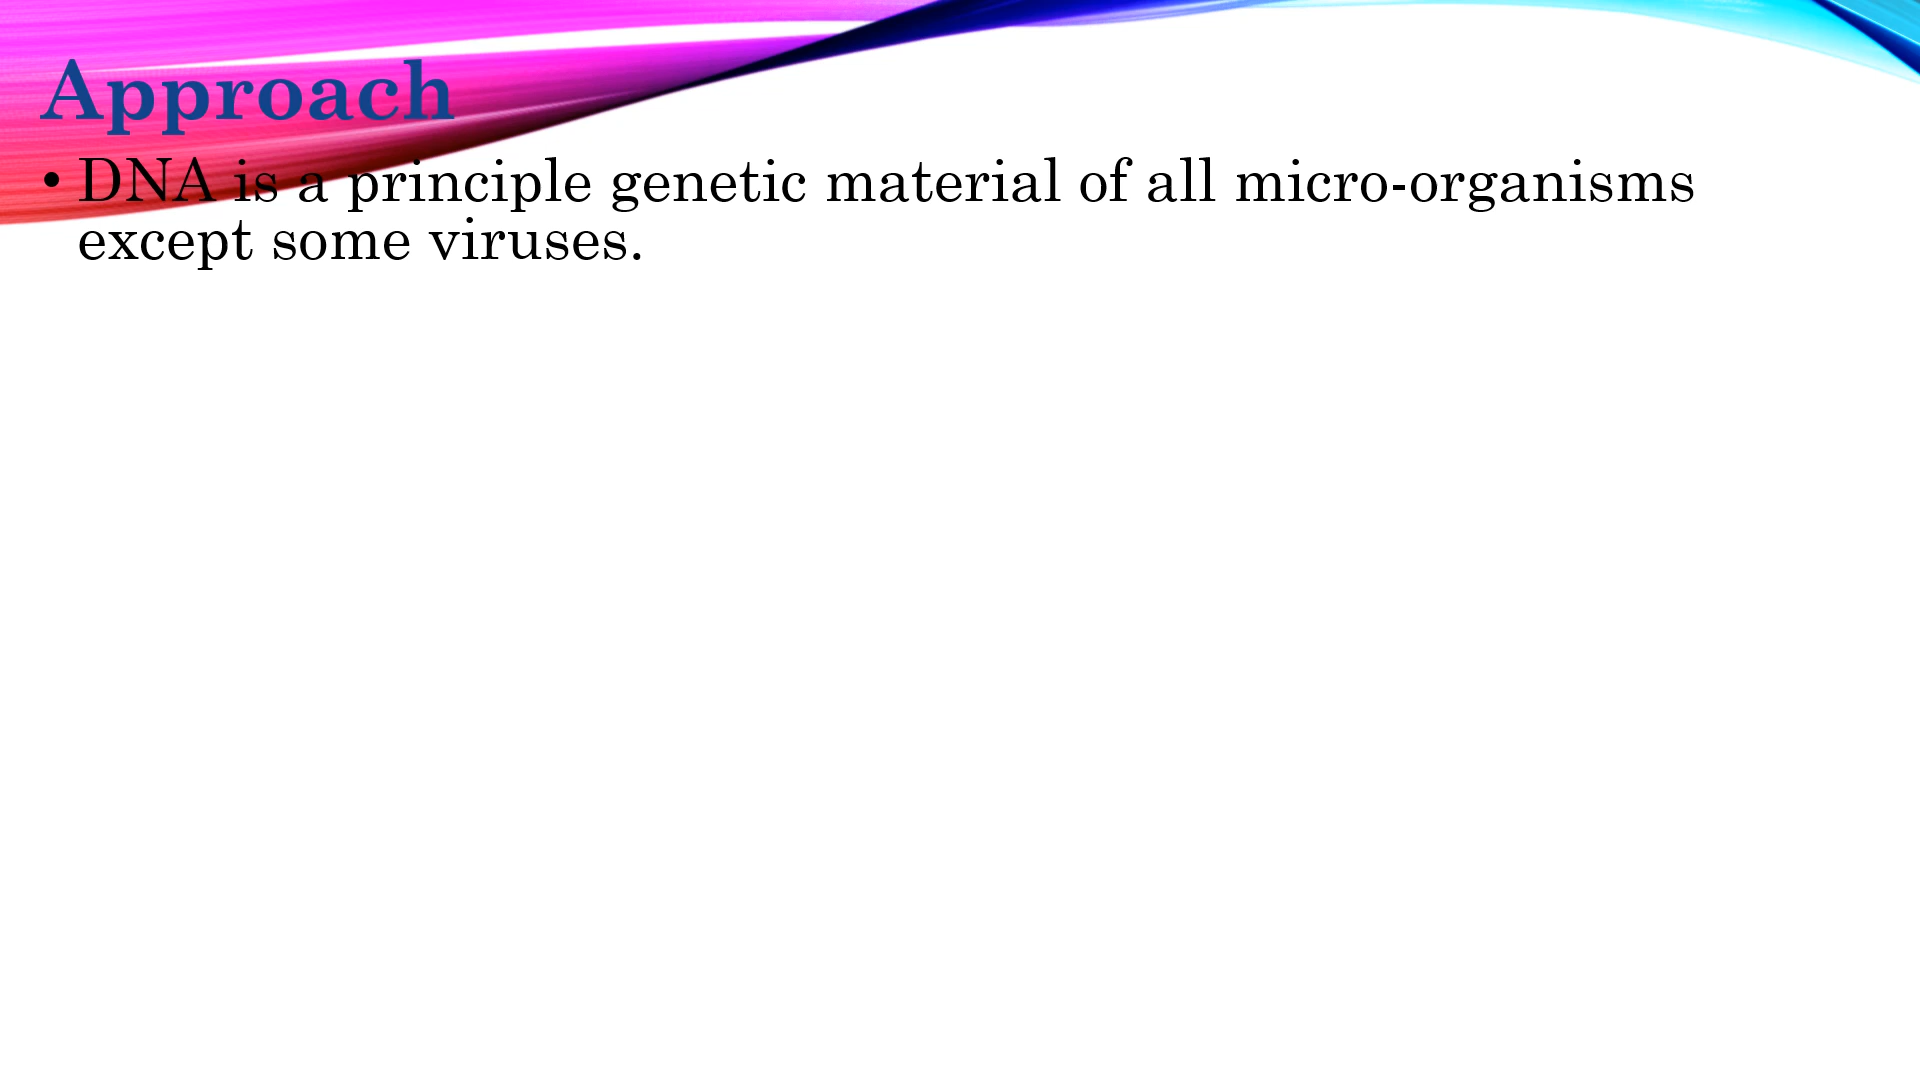 Approach
• DNA is a principle genetic material of all micro-organisms
except some viruses.